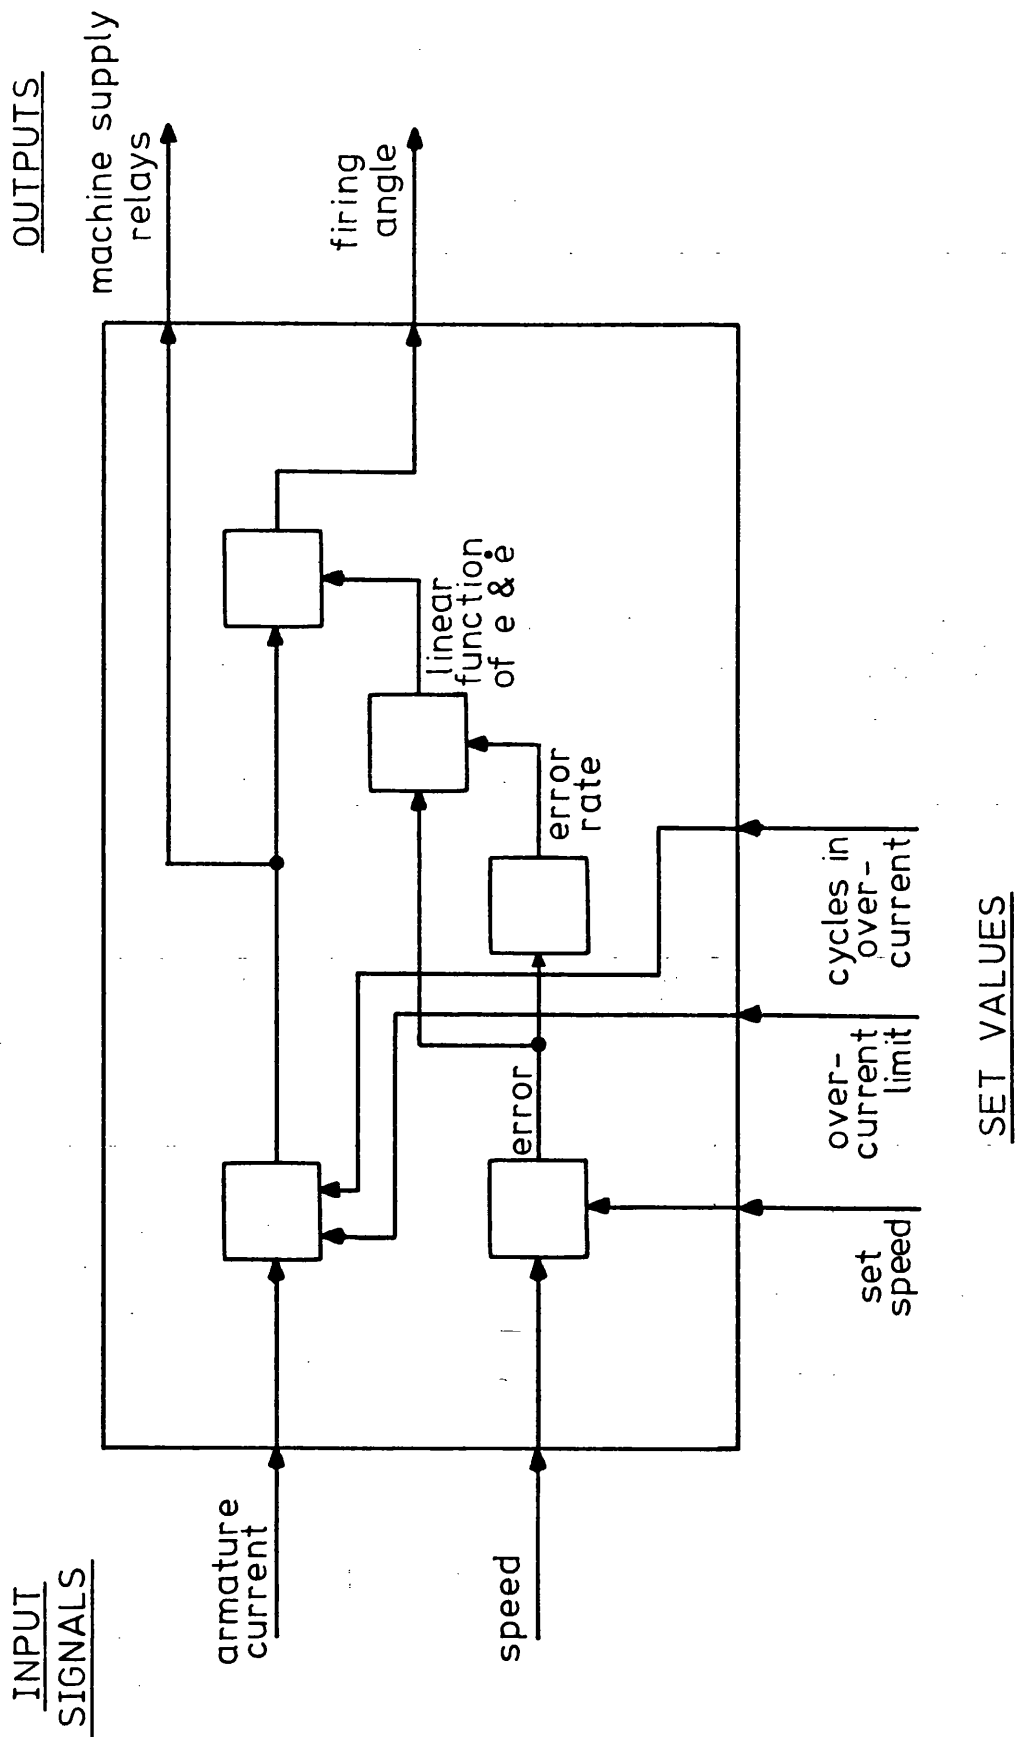 INPUT
SIGNALS
OUTPUTS
armature
current
machine supply
relays
speed
error
error
rate
linear
function
of e & ė
firing
angle
set
speed
over-
current
limit
cycles in
over-
current
SET VALUES